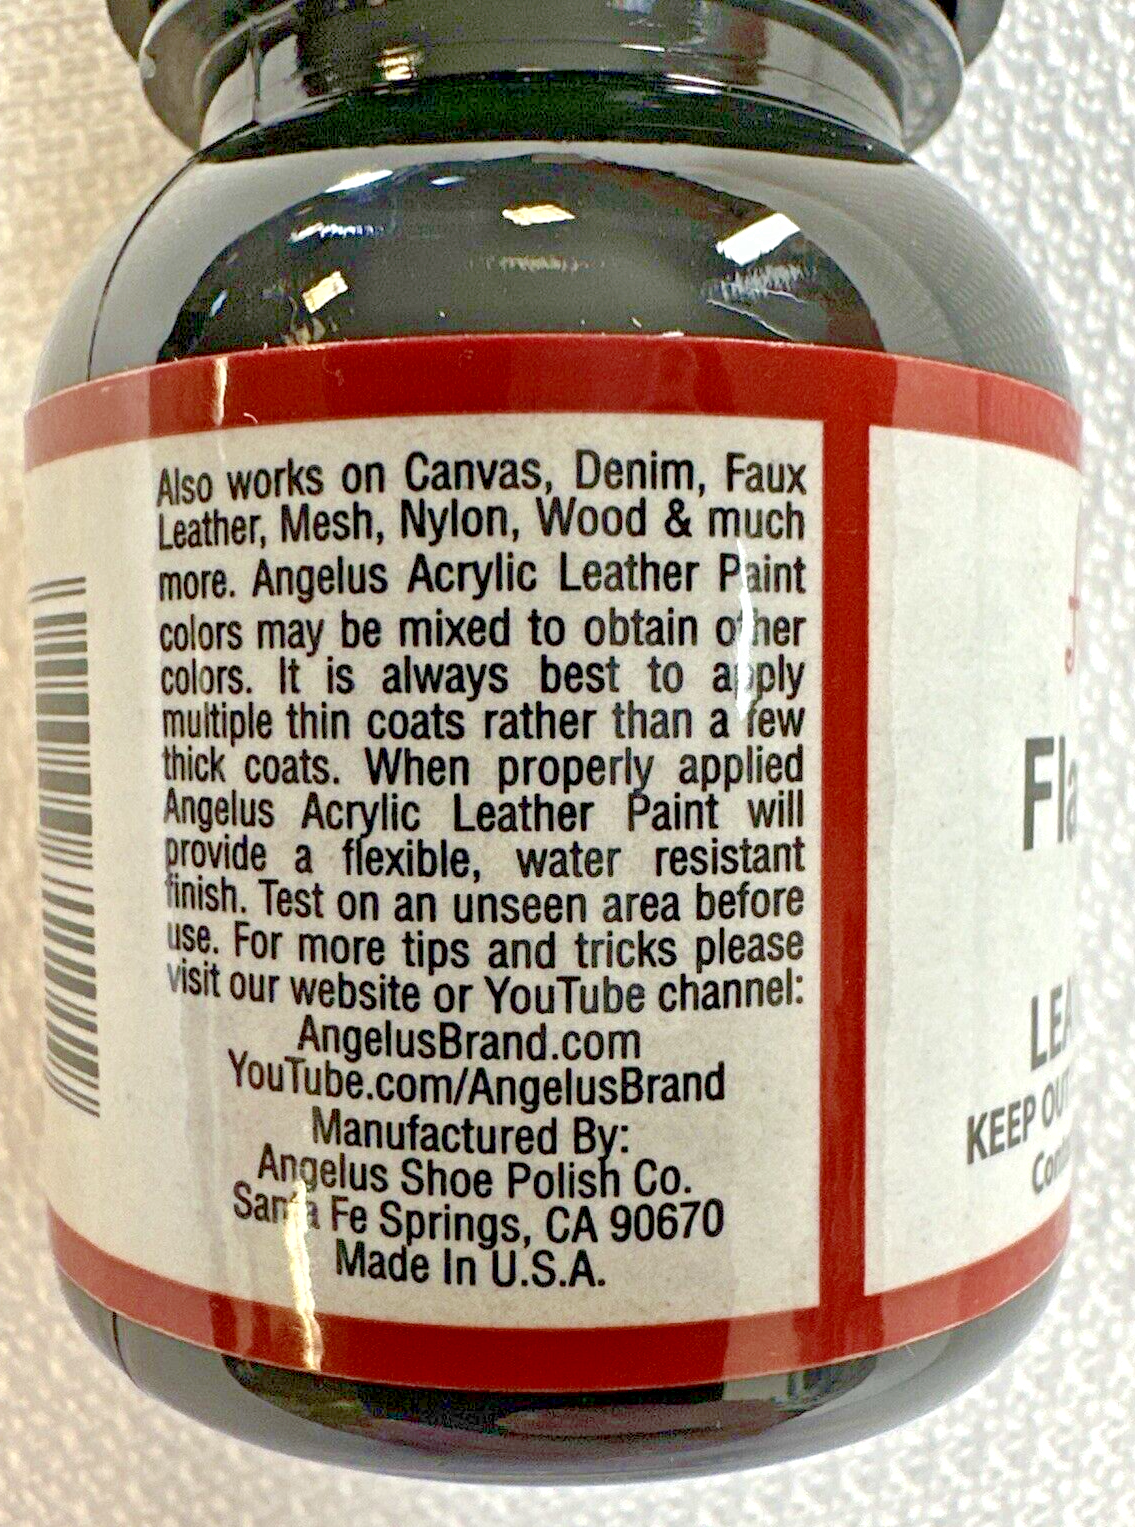 Also works on Canvas, Denim, Faux
Leather, Mesh, Nylon, Wood & much
more. Angelus Acrylic Leather Paint
colors may be mixed to obtain other
colors. It is always best to apply
multiple thin coats rather than a few
thick coats. When properly applied
Angelus Acrylic Leather Paint will
provide a flexible, water resistant
finish. Test on an unseen area before
use. For more tips and tricks please
visit our website or YouTube channel:
AngelusBrand.com
YouTube.com/AngelusBrand
Manufactured By:
Angelus Shoe Polish Co.
Santa Fe Springs, CA 90670
Made In U.S.A.
KEEP